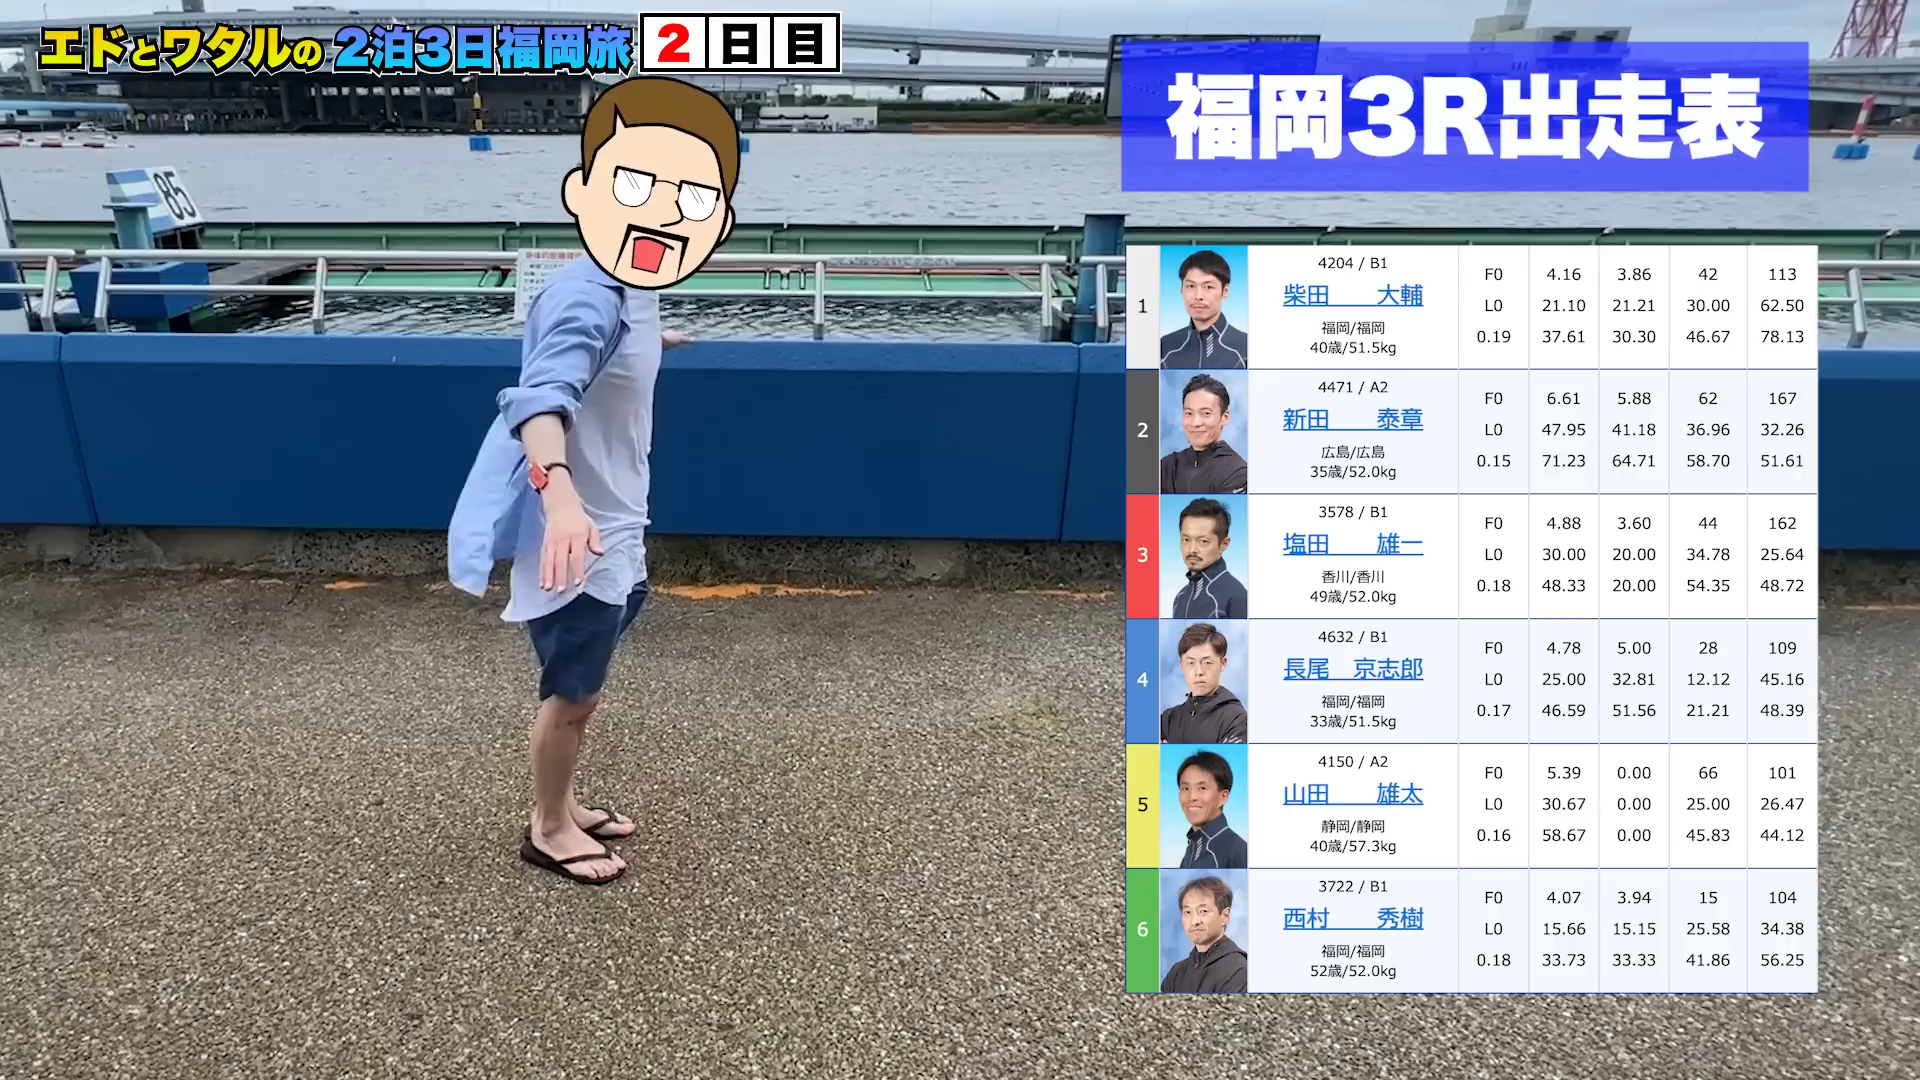 エドとワタルの 2泊3日福岡旅 2日目
福岡3R出走表
85
1
4204 / B1
柴田 大輔
福岡/福岡
40歳/51.5kg
F0 4.16 3.86 42 113
L0 21.10 21.21 30.00 62.50
0.19 37.61 30.30 46.67 78.13
2
4471 / A2
新田 泰章
広島/広島
35歳/52.0kg
F0 6.61 5.88 62 167
L0 47.95 41.18 36.96 32.26
0.15 71.23 64.71 58.70 51.61
3
3578 / B1
塩田 雄一
香川/香川
49歳/52.0kg
F0 4.88 3.60 44 162
L0 30.00 20.00 34.78 25.64
0.18 48.33 20.00 54.35 48.72
4
4632 / B1
長尾 京志郎
福岡/福岡
33歳/51.5kg
F0 4.78 5.00 28 109
L0 25.00 32.81 12.12 45.16
0.17 46.59 51.56 21.21 48.39
5
4150 / A2
山田 雄太
静岡/静岡
40歳/57.3kg
F0 5.39 0.00 66 101
L0 30.67 0.00 25.00 26.47
0.16 58.67 0.00 45.83 44.12
6
3722 / B1
西村 秀樹
福岡/福岡
52歳/52.0kg
F0 4.07 3.94 15 104
L0 15.66 15.15 25.58 34.38
0.18 33.73 33.33 41.86 56.25